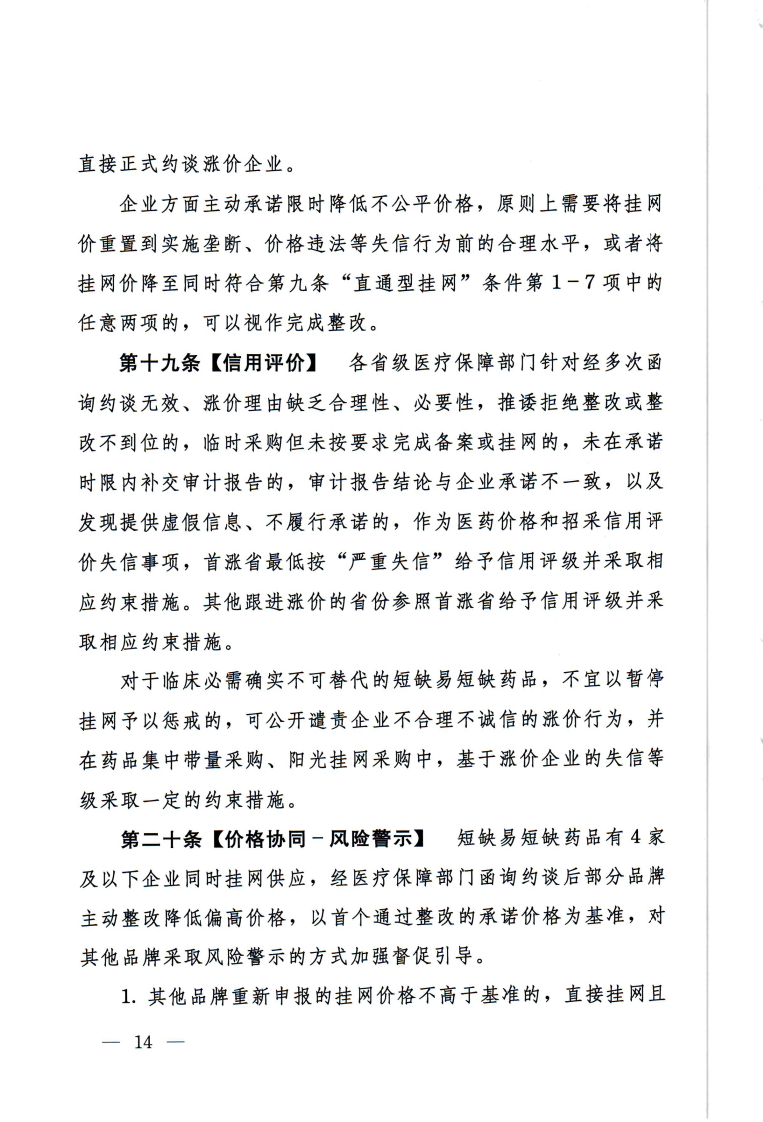 直接正式约谈涨价企业。
企业方面主动承诺限时降低不公平价格，原则上需要将挂网
价重置到实施垄断、价格违法等失信行为前的合理水平，或者将
挂网价降至同时符合第九条“直通型挂网”条件第 1－7 项中的
任意两项的，可以视作完成整改。
第十九条【信用评价】 各省级医疗保障部门针对经多次函
询约谈无效、涨价理由缺乏合理性、必要性，推诿拒绝整改或整
改不到位的，临时采购但未按要求完成备案或挂网的，未在承诺
时限内补交审计报告的，审计报告结论与企业承诺不一致，以及
发现提供虚假信息、不履行承诺的，作为医药价格和招采信用评
价失信事项，首涨省最低按“严重失信”给予信用评级并采取相
应约束措施。其他跟进涨价的省份参照首涨省给予信用评级并采
取相应约束措施。
对于临床必需确实不可替代的短缺易短缺药品，不宜以暂停
挂网予以惩戒的，可公开谴责企业不合理不诚信的涨价行为，并
在药品集中带量采购、阳光挂网采购中，基于涨价企业的失信等
级采取一定的约束措施。
第二十条【价格协同－风险警示】 短缺易短缺药品有 4 家
及以下企业同时挂网供应，经医疗保障部门函询约谈后部分品牌
主动整改降低偏高价格，以首个通过整改的承诺价格为基准，对
其他品牌采取风险警示的方式加强督促引导。
1. 其他品牌重新申报的挂网价格不高于基准的，直接挂网且
— 14 —